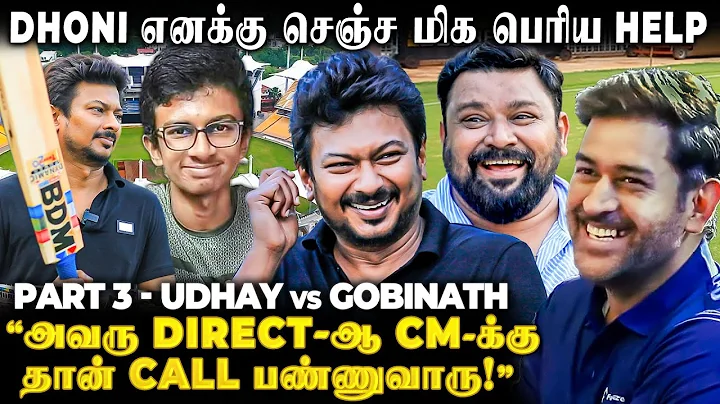 DHONI எனக்கு செஞ்ச மிக பெரிய HELP
BDM
PART 3 - UDHAY vs GOBINATH
“அவரு DIRECT-ஆ CM-க்கு
தான் CALL பண்ணுவாரு!”